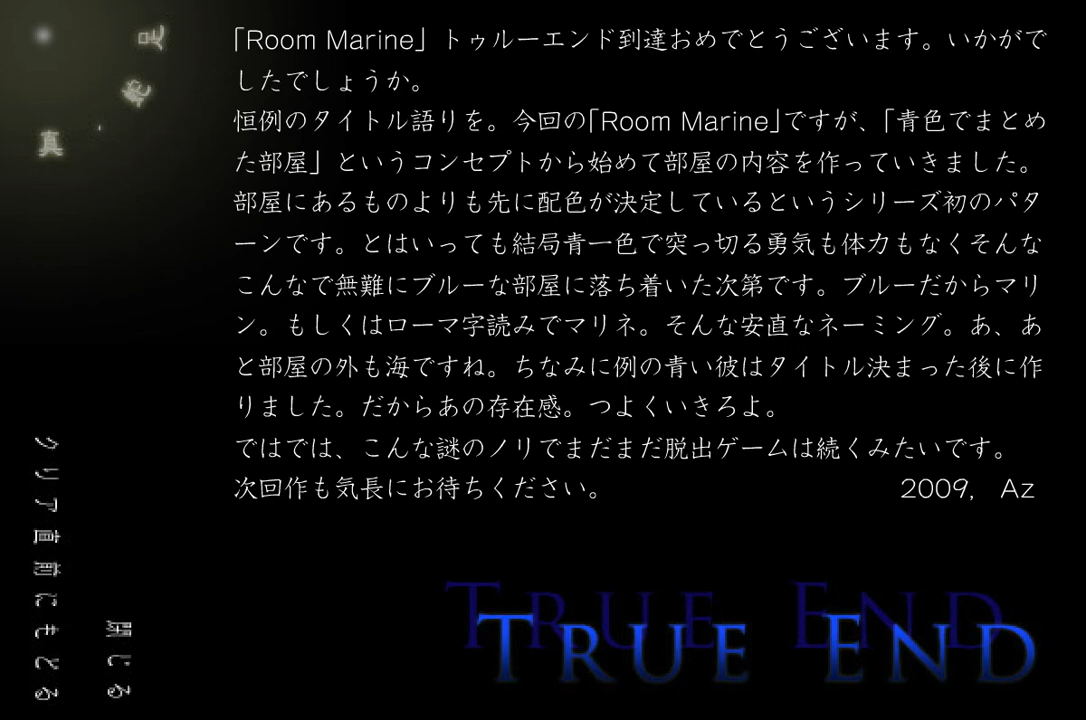 「Room Marine」トゥルーエンド到達おめでとうございます。いかがで
したでしょうか。
恒例のタイトル語りを。今回の「Room Marine」ですが、「青色でまとめ
た部屋」というコンセプトから始めて部屋の内容を作っていきました。
部屋にあるものよりも先に配色が決定しているというシリーズ初のパタ
ーンです。とはいっても結局青一色で突っ切る勇気も体力もなくそんな
こんなで無難にブルーな部屋に落ち着いた次第です。ブルーだからマリ
ン。もしくはローマ字読みでマリネ。そんな安直なネーミング。あ、あ
と部屋の外も海ですね。ちなみに例の青い彼はタイトル決まった後に作
りました。だからあの存在感。つよくいきろよ。
ではでは、こんな謎のノリでまだまだ脱出ゲームは続くみたいです。
次回作も気長にお待ちください。 2009, Az
TRUE END
クリア直前にもどる
閉じる
真
足